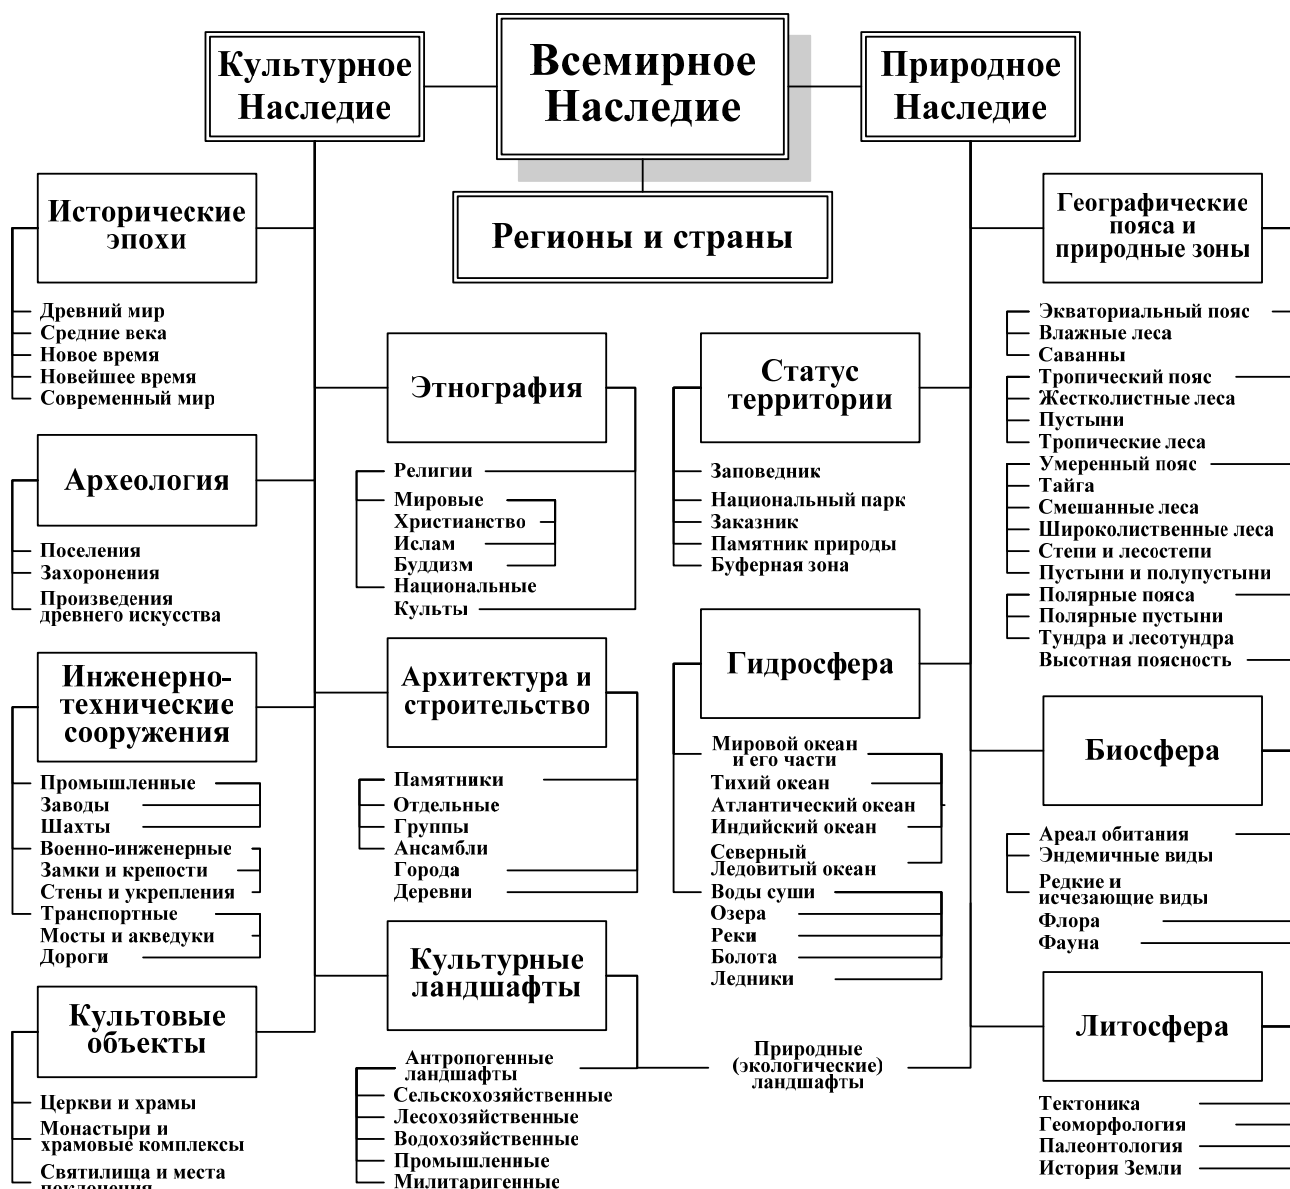 Культурное
Наследие
Всемирное
Наследие
Природное
Наследие
Регионы и страны
Исторические
эпохи
Древний мир
Средние века
Новое время
Новейшее время
Современный мир
Археология
Поселения
Захоронения
Произведения
древнего искусства
Инженерно-
технические
сооружения
Промышленные
Заводы
Шахты
Военно-инженерные
Замки и крепости
Стены и укрепления
Транспортные
Мосты и акведуки
Дороги
Культовые
объекты
Церкви и храмы
Монастыри и
храмовые комплексы
Святилища и места
поклонения
Этнография
Религии
Мировые
Христианство
Ислам
Буддизм
Национальные
Культы
Архитектура и
строительство
Памятники
Отдельные
Группы
Ансамбли
Города
Деревни
Культурные
ландшафты
Антропогенные
ландшафты
Сельскохозяйственные
Лесохозяйственные
Водохозяйственные
Промышленные
Милитаригенные
Статус
территории
Заповедник
Национальный парк
Заказник
Памятник природы
Буферная зона
Гидросфера
Мировой океан
и его части
Тихий океан
Атлантический океан
Индийский океан
Северный
Ледовитый океан
Воды суши
Озера
Реки
Болота
Ледники
Природные
(экологические)
ландшафты
Географические
пояса и
природные зоны
Экваториальный пояс
Влажные леса
Саванны
Тропический пояс
Жестколистные леса
Пустыни
Тропические леса
Умеренный пояс
Тайга
Смешанные леса
Широколиственные леса
Степи и лесостепи
Пустыни и полупустыни
Полярные пояса
Полярные пустыни
Тундра и лесотундра
Высотная поясность
Биосфера
Ареал обитания
Эндемичные виды
Редкие и
исчезающие виды
Флора
Фауна
Литосфера
Тектоника
Геоморфология
Палеонтология
История Земли